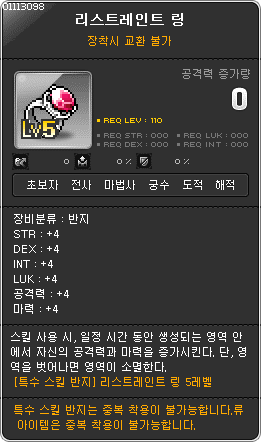 01113098
리스트레인트 링
장착시 교환 불가
공격력 증가량
0
Lv5
REQ LEV : 110
REQ STR : 000 REQ LUK : 000
REQ DEX : 000 REQ INT : 000
0 % 0 % 0 %
초보자 전사 마법사 궁수 도적 해적
장비분류 : 반지
STR : +4
DEX : +4
INT : +4
LUK : +4
공격력 : +4
마력 : +4
스킬 사용 시, 일정 시간 동안 생성되는 영역 안
에서 자신의 공격력과 마력을 증가시킨다. 단, 영
역을 벗어나면 영역이 소멸한다.
[특수 스킬 반지] 리스트레인트 링 5레벨
특수 스킬 반지는 중복 착용이 불가능합니다.류
아이템은 중복 착용이 불가능합니다.